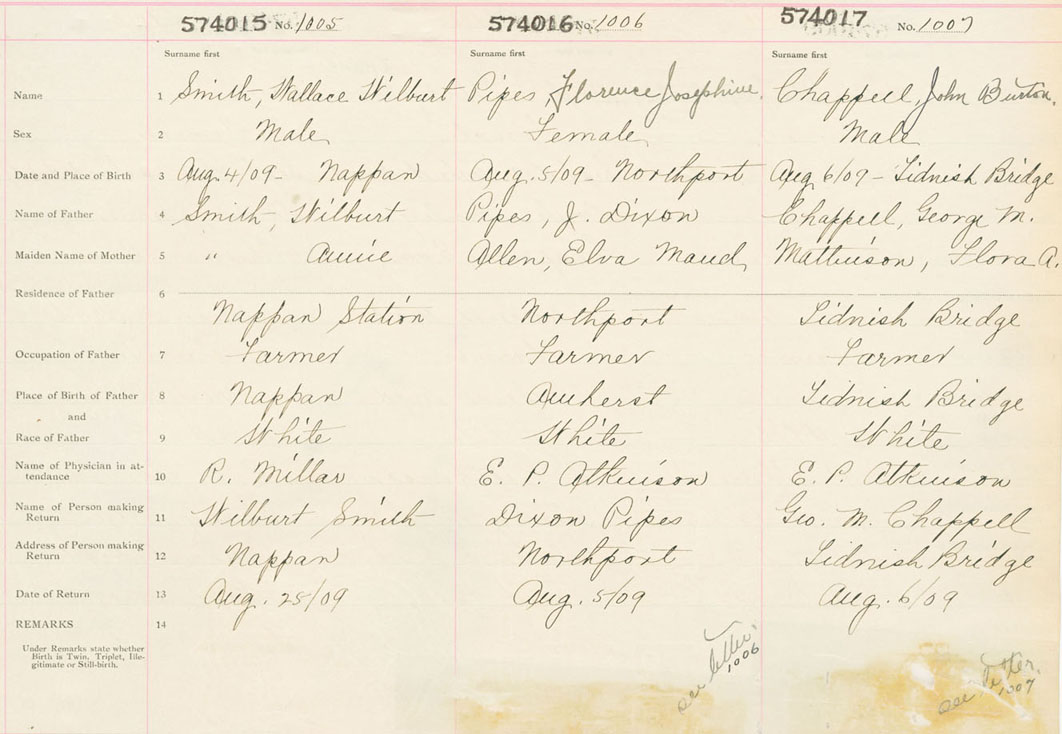 574015 No. 1005 574016 No. 1006 574017 No. 1007
Surname first Surname first Surname first
Name 1 Smith, Wallace Wilburt Pipes, Florence Josephine. Chappell, John Burton.
Sex 2 Male Female Male
Date and Place of Birth 3 Aug. 4/09 - Nappan Aug. 5/09 - Northport Aug 6/09 - Tidnish Bridge
Name of Father 4 Smith, Wilburt Pipes, J. Dixon Chappell, George M.
Maiden Name of Mother 5 " Annie Allen, Elva Maud Mathinson, Flora A.
Residence of Father 6
Nappan Station Northport Tidnish Bridge
Occupation of Father 7 Farmer Farmer Farmer
Place of Birth of Father 8 Nappan Amherst Tidnish Bridge
and
Race of Father 9 White White White
Name of Physician in at-
tendance 10 R. Millar E. P. Atkinson E. P. Atkinson
Name of Person making
Return 11 Wilburt Smith Dixon Pipes Geo. M. Chappell
Address of Person making
Return 12 Nappan Northport Tidnish Bridge
Date of Return 13 Aug. 25/09 Aug. 5/09 Aug. 6/09
REMARKS 14
Under Remarks state whether
Birth is Twin, Triplet, Ille-
gitimate or Still-birth.
see letter.
1006
see letter.
1007